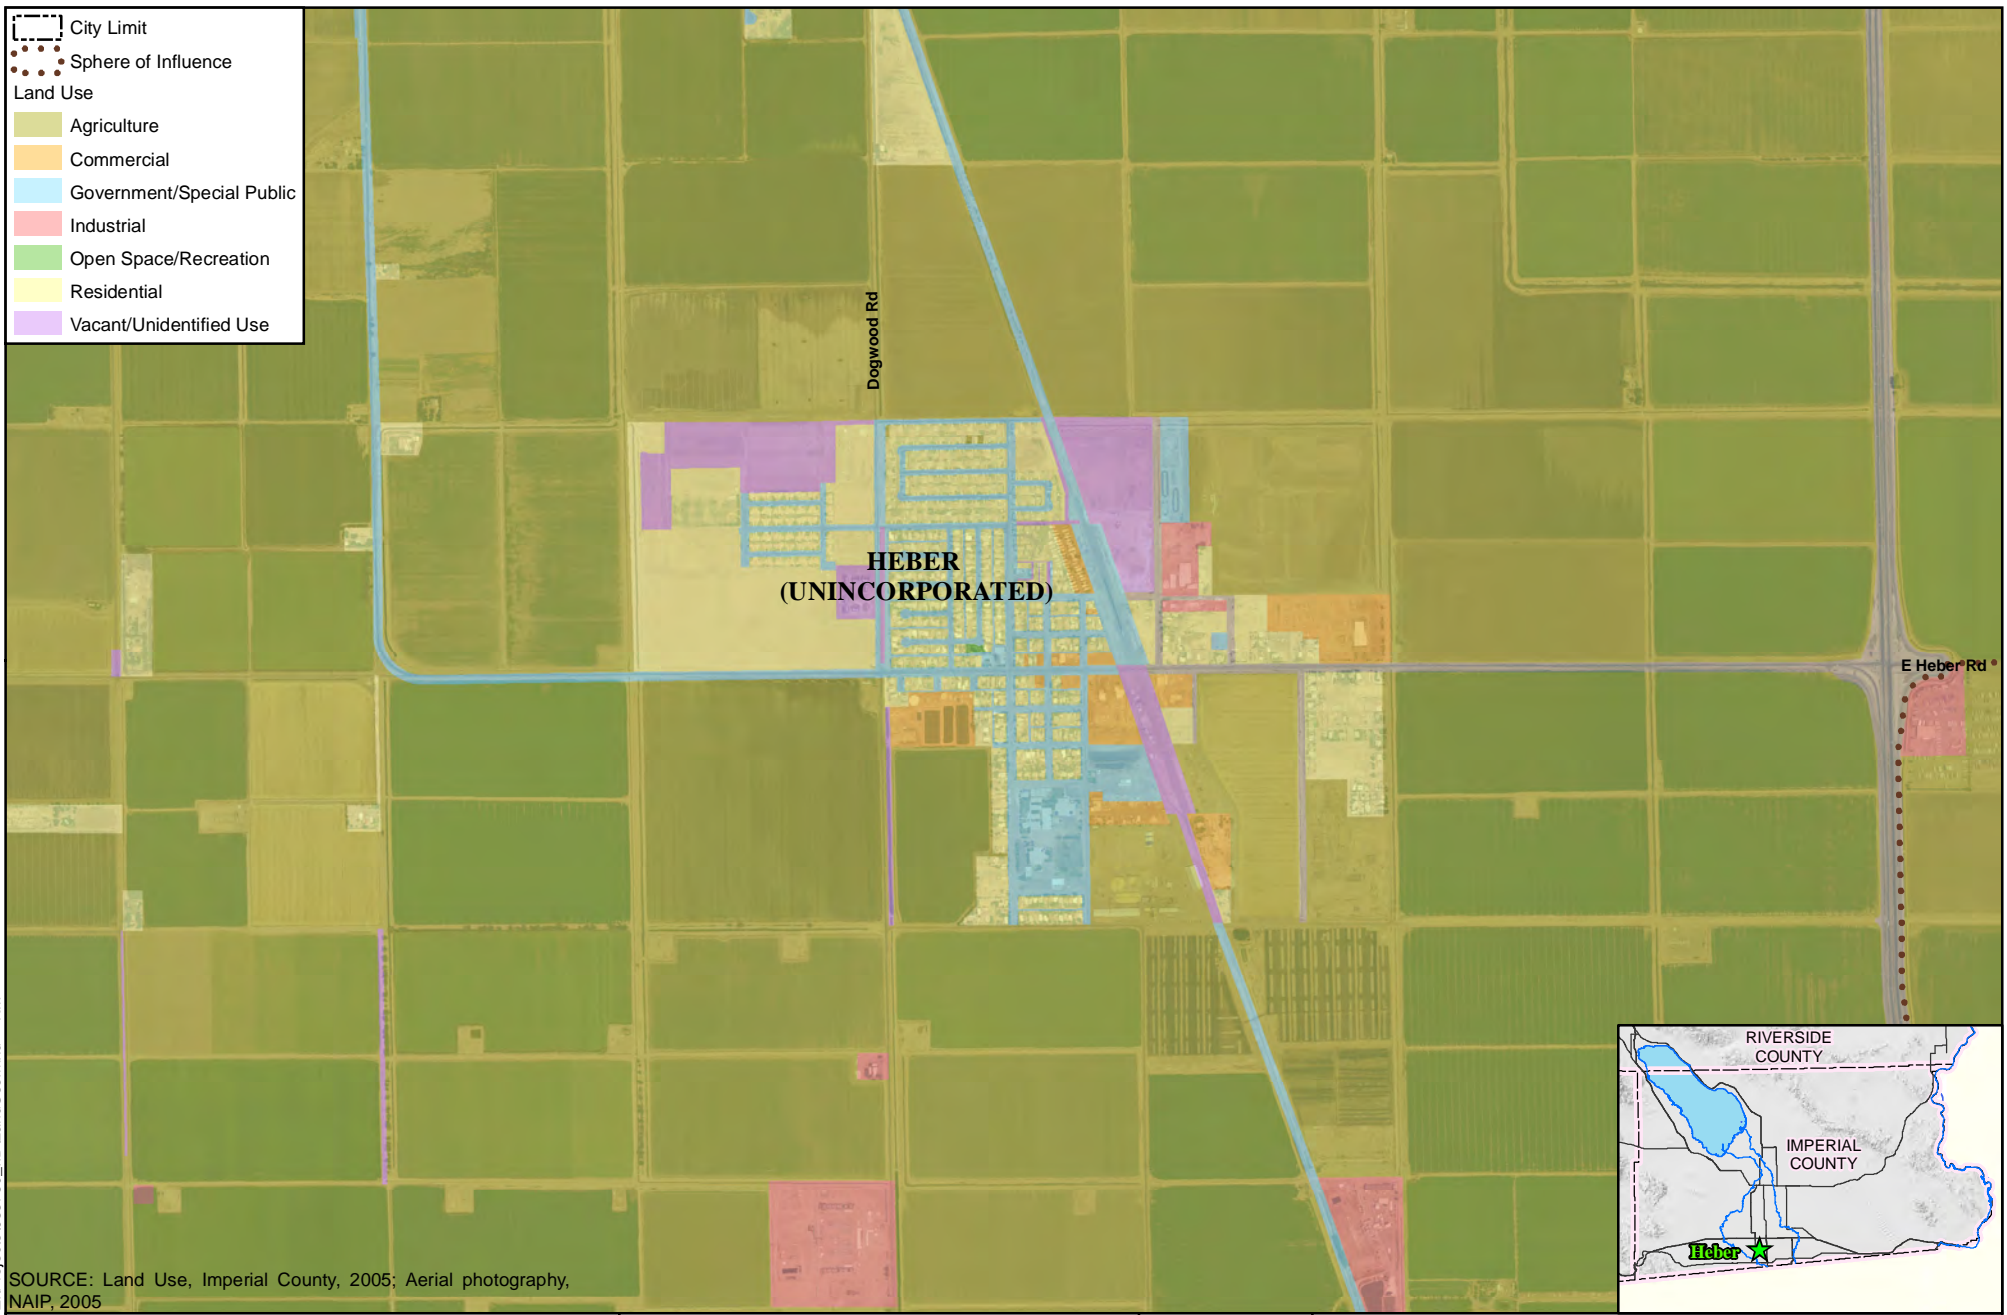 City Limit
Sphere of Influence
Land Use
Agriculture
Commercial
Government/Special Public
Industrial
Open Space/Recreation
Residential
Vacant/Unidentified Use
Dogwood Rd
HEBER
(UNINCORPORATED)
E Heber Rd
RIVERSIDE
COUNTY
IMPERIAL
COUNTY
Heber
SOURCE: Land Use, Imperial County, 2005; Aerial photography,
NAIP, 2005